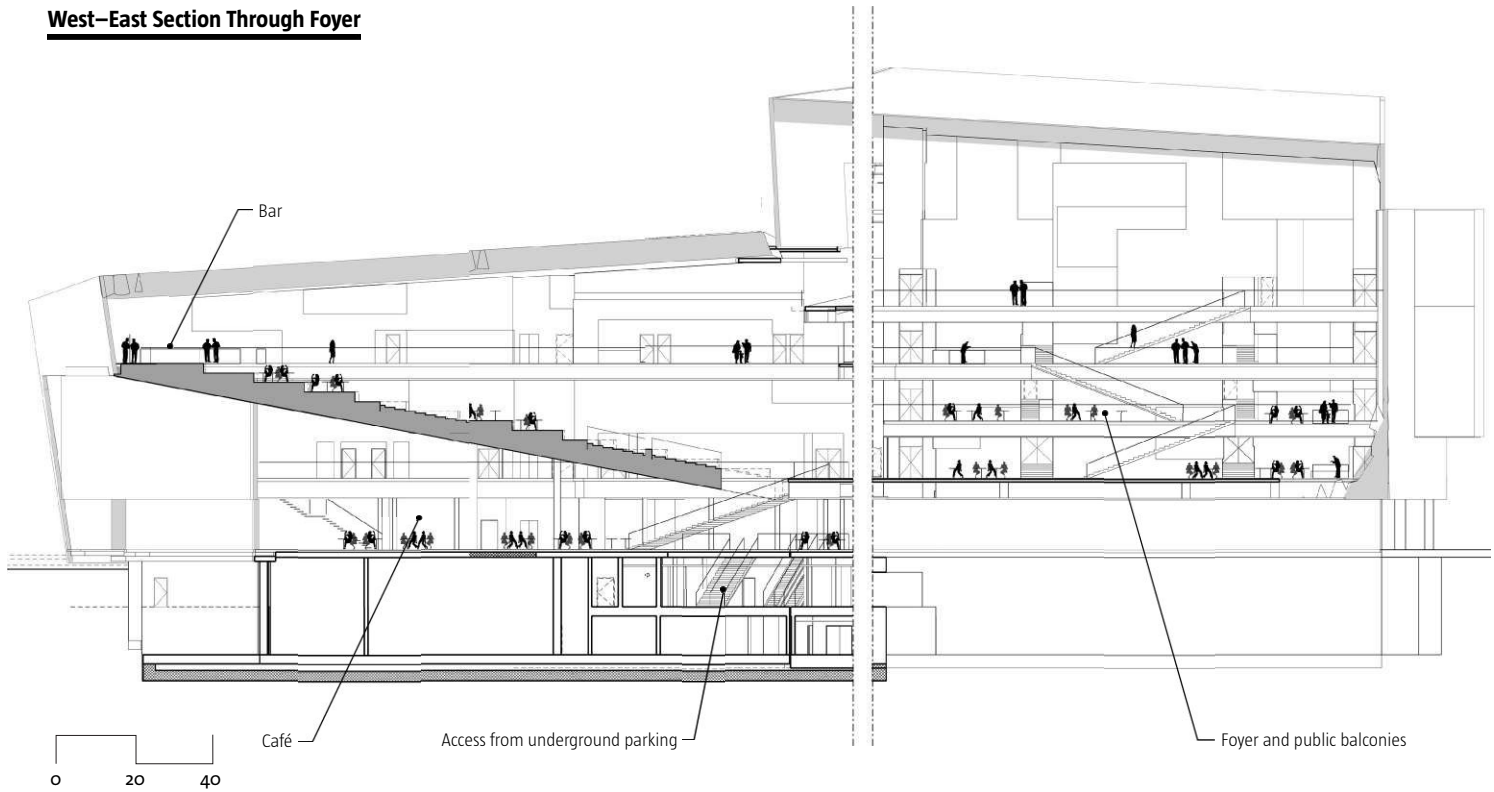 West–East Section Through Foyer
Bar
Café
Access from underground parking
Foyer and public balconies
0 20 40